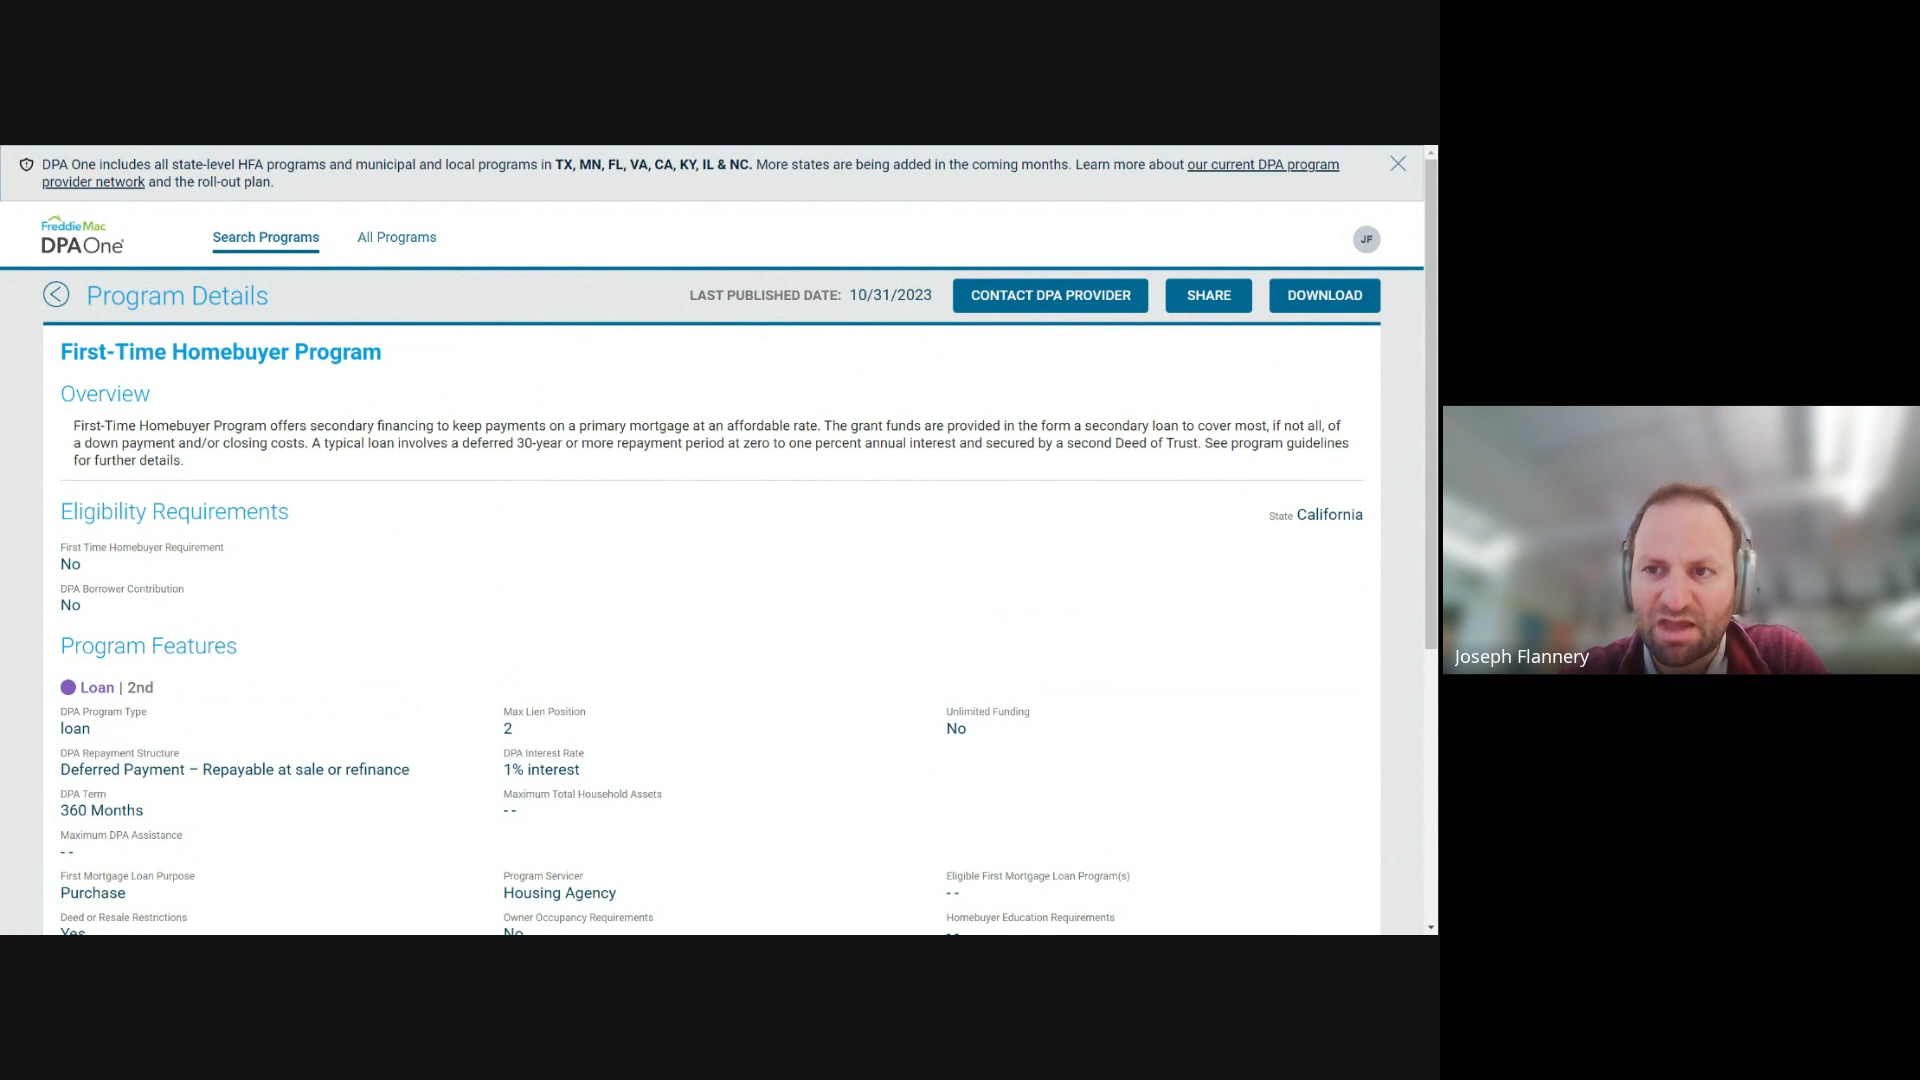 DPA One includes all state-level HFA programs and municipal and local programs in TX, MN, FL, VA, CA, KY, IL & NC. More states are being added in the coming months. Learn more about our current DPA program
provider network and the roll-out plan.
Freddie Mac
DPA One®
Search Programs
All Programs
JF
Program Details
LAST PUBLISHED DATE: 10/31/2023
CONTACT DPA PROVIDER
SHARE
DOWNLOAD
First-Time Homebuyer Program
Overview
First-Time Homebuyer Program offers secondary financing to keep payments on a primary mortgage at an affordable rate. The grant funds are provided in the form a secondary loan to cover most, if not all, of
a down payment and/or closing costs. A typical loan involves a deferred 30-year or more repayment period at zero to one percent annual interest and secured by a second Deed of Trust. See program guidelines
for further details.
Eligibility Requirements
State California
First Time Homebuyer Requirement
No
DPA Borrower Contribution
No
Program Features
Loan | 2nd
DPA Program Type
loan
Max Lien Position
2
Unlimited Funding
No
DPA Repayment Structure
Deferred Payment – Repayable at sale or refinance
DPA Interest Rate
1% interest
DPA Term
360 Months
Maximum Total Household Assets
- -
Maximum DPA Assistance
- -
First Mortgage Loan Purpose
Purchase
Program Servicer
Housing Agency
Eligible First Mortgage Loan Program(s)
- -
Deed or Resale Restrictions
Yes
Owner Occupancy Requirements
No
Homebuyer Education Requirements
- -
Joseph Flannery